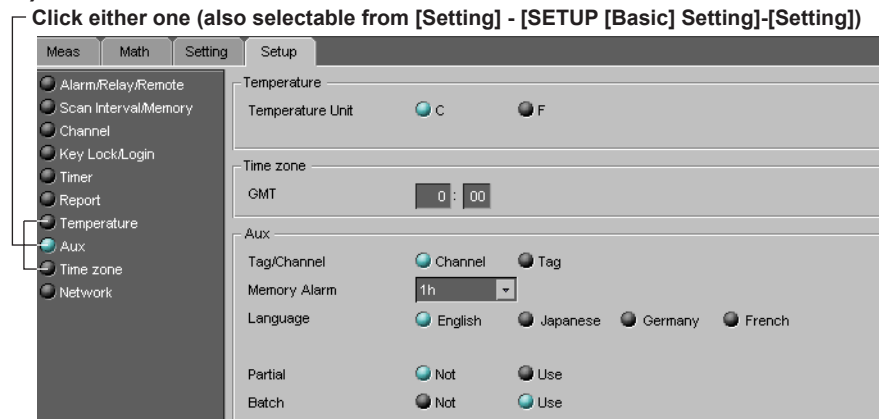 Click either one (also selectable from [Setting] - [SETUP [Basic] Setting]-[Setting])
Meas Math Setting Setup
Alarm/Relay/Remote
Scan Interval/Memory
Channel
Key Lock/Login
Timer
Report
Temperature
Aux
Time zone
Network
Temperature
Temperature Unit C F
Time zone
GMT 0 : 00
Aux
Tag/Channel Channel Tag
Memory Alarm 1h
Language English Japanese Germany French
Partial Not Use
Batch Not Use